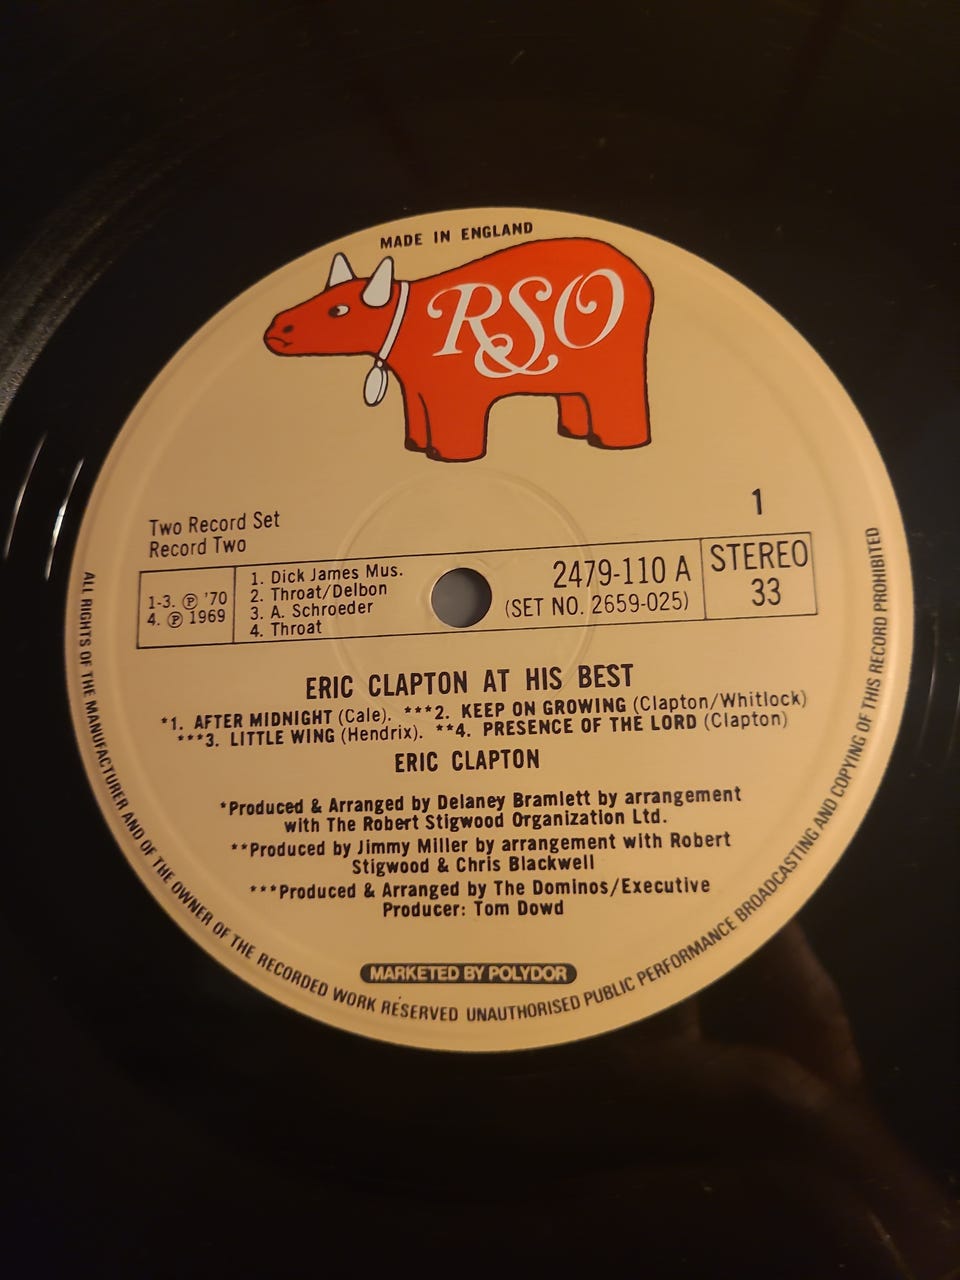 MADE IN ENGLAND
RSO
1
Two Record Set
Record Two
1-3. Ⓟ '70
4. Ⓟ 1969
1. Dick James Mus.
2. Throat/Delbon
3. A. Schroeder
4. Throat
2479-110 A
(SET NO. 2659-025)
STEREO
33
ERIC CLAPTON AT HIS BEST
*1. AFTER MIDNIGHT (Cale). ***2. KEEP ON GROWING (Clapton/Whitlock)
***3. LITTLE WING (Hendrix). **4. PRESENCE OF THE LORD (Clapton)
ERIC CLAPTON
*Produced & Arranged by Delaney Bramlett by arrangement
with The Robert Stigwood Organization Ltd.
**Produced by Jimmy Miller by arrangement with Robert
Stigwood & Chris Blackwell
***Produced & Arranged by The Dominos/Executive
Producer: Tom Dowd
MARKETED BY POLYDOR
ALL RIGHTS OF THE MANUFACTURER AND OF THE OWNER OF THE RECORDED WORK RESERVED UNAUTHORISED PUBLIC PERFORMANCE BROADCASTING AND COPYING OF THIS RECORD PROHIBITED